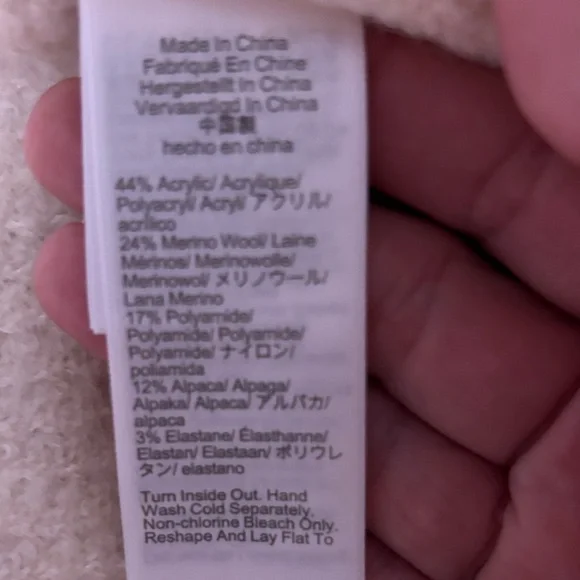 Made In China
Fabriqué En Chine
Hergestellt In China
Vervaardigd In China
中国製
hecho en china
44% Acrylic/ Acrylique/
Polyacryl/ Acryl/ アクリル/
acrílico
24% Merino Wool/ Laine
Mérinos/ Merinowolle/
Merinowol/ メリノウール/
Lana Merino
17% Polyamide/
Polyamide/ Polyamide/
Polyamide/ ナイロン/
poliamida
12% Alpaca/ Alpaga/
Alpaka/ Alpaca/ アルパカ/
alpaca
3% Elastane/ Élasthanne/
Elastan/ Elastaan/ ポリウレ
タン/ elastano
Turn Inside Out. Hand
Wash Cold Separately.
Non-chlorine Bleach Only.
Reshape And Lay Flat To